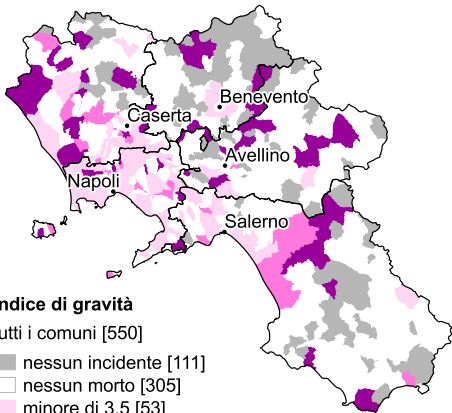 Benevento
Caserta
Avellino
Napoli
Salerno
ndice di gravità
utti i comuni [550]
nessun incidente [111]
nessun morto [305]
minore di 3,5 [53]